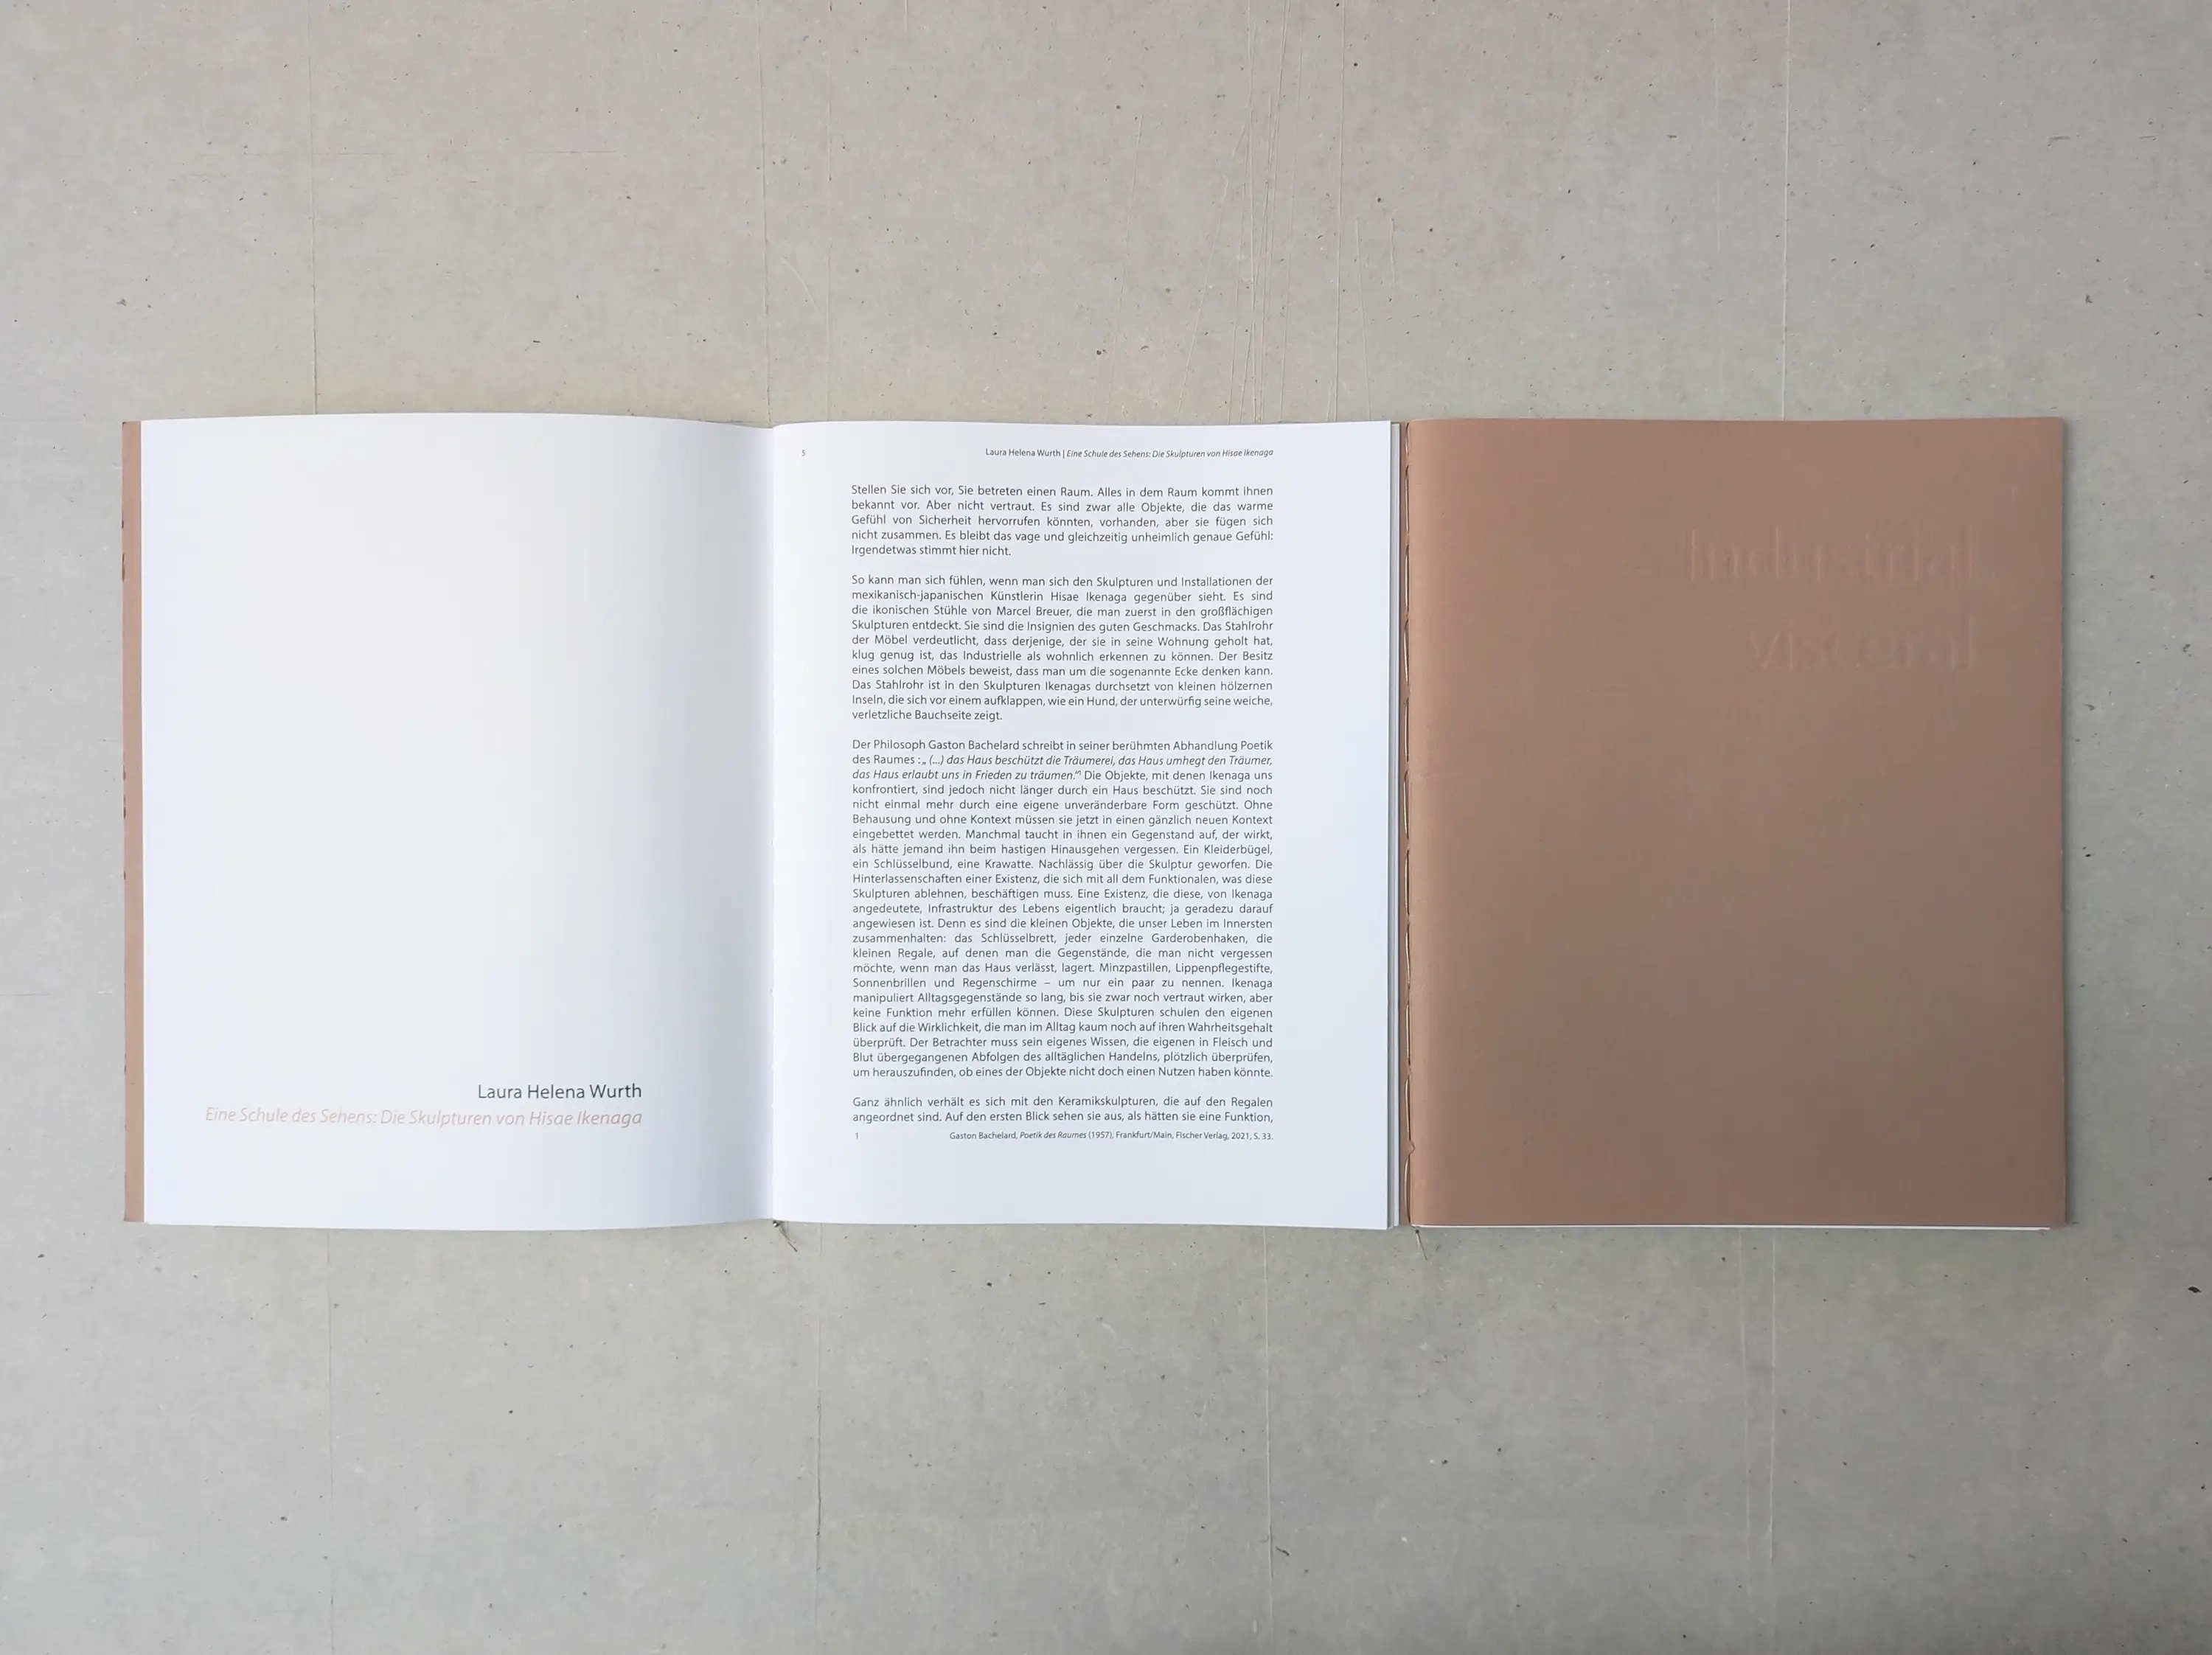 Laura Helena Wurth
Eine Schule des Sehens: Die Skulpturen von Hisae Ikenaga
5
Laura Helena Wurth | Eine Schule des Sehens: Die Skulpturen von Hisae Ikenaga
Stellen Sie sich vor, Sie betreten einen Raum. Alles in dem Raum kommt ihnen
bekannt vor. Aber nicht vertraut. Es sind zwar alle Objekte, die das warme
Gefühl von Sicherheit hervorrufen könnten, vorhanden, aber sie fügen sich
nicht zusammen. Es bleibt das vage und gleichzeitig unheimlich genaue Gefühl:
Irgendetwas stimmt hier nicht.
So kann man sich fühlen, wenn man sich den Skulpturen und Installationen der
mexikanisch-japanischen Künstlerin Hisae Ikenaga gegenüber sieht. Es sind
die ikonischen Stühle von Marcel Breuer, die man zuerst in den großflächigen
Skulpturen entdeckt. Sie sind die Insignien des guten Geschmacks. Das Stahlrohr
der Möbel verdeutlicht, dass derjenige, der sie in seine Wohnung geholt hat,
klug genug ist, das Industrielle als wohnlich erkennen zu können. Der Besitz
eines solchen Möbels beweist, dass man um die sogenannte Ecke denken kann.
Das Stahlrohr ist in den Skulpturen Ikenagas durchsetzt von kleinen hölzernen
Inseln, die sich vor einem aufklappen, wie ein Hund, der unterwürfig seine weiche,
verletzliche Bauchseite zeigt.
Der Philosoph Gaston Bachelard schreibt in seiner berühmten Abhandlung Poetik
des Raumes : „ (...) das Haus beschützt die Träumerei, das Haus umhegt den Träumer,
das Haus erlaubt uns in Frieden zu träumen.“¹ Die Objekte, mit denen Ikenaga uns
konfrontiert, sind jedoch nicht länger durch ein Haus beschützt. Sie sind noch
nicht einmal mehr durch eine eigene unveränderbare Form geschützt. Ohne
Behausung und ohne Kontext müssen sie jetzt in einen gänzlich neuen Kontext
eingebettet werden. Manchmal taucht in ihnen ein Gegenstand auf, der wirkt,
als hätte jemand ihn beim hastigen Hinausgehen vergessen. Ein Kleiderbügel,
ein Schlüsselbund, eine Krawatte. Nachlässig über die Skulptur geworfen. Die
Hinterlassenschaften einer Existenz, die sich mit all dem Funktionalen, was diese
Skulpturen ablehnen, beschäftigen muss. Eine Existenz, die diese, von Ikenaga
angedeutete, Infrastruktur des Lebens eigentlich braucht; ja geradezu darauf
angewiesen ist. Denn es sind die kleinen Objekte, die unser Leben im Innersten
zusammenhalten: das Schlüsselbrett, jeder einzelne Garderobenhaken, die
kleinen Regale, auf denen man die Gegenstände, die man nicht vergessen
möchte, wenn man das Haus verlässt, lagert. Minzpastillen, Lippenpflegestifte,
Sonnenbrillen und Regenschirme – um nur ein paar zu nennen. Ikenaga
manipuliert Alltagsgegenstände so lang, bis sie zwar noch vertraut wirken, aber
keine Funktion mehr erfüllen können. Diese Skulpturen schulen den eigenen
Blick auf die Wirklichkeit, die man im Alltag kaum noch auf ihren Wahrheitsgehalt
überprüft. Der Betrachter muss sein eigenes Wissen, die eigenen in Fleisch und
Blut übergegangenen Abfolgen des alltäglichen Handelns, plötzlich überprüfen,
um herauszufinden, ob eines der Objekte nicht doch einen Nutzen haben könnte.
Ganz ähnlich verhält es sich mit den Keramikskulpturen, die auf den Regalen
angeordnet sind. Auf den ersten Blick sehen sie aus, als hätten sie eine Funktion,
1 Gaston Bachelard, Poetik des Raumes (1957), Frankfurt/Main, Fischer Verlag, 2021, S. 33.
Industrial
visceral